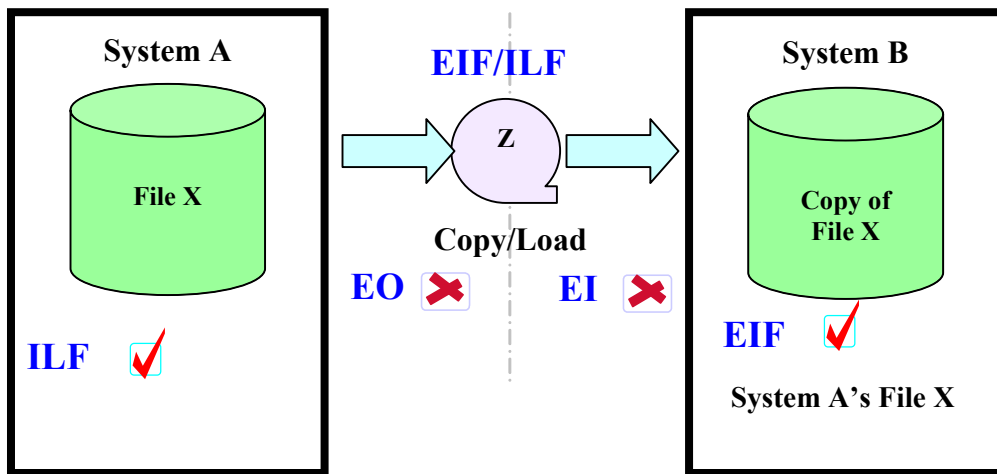 System A
File X
ILF
EIF/ILF
Z
Copy/Load
EO
EI
System B
Copy of
File X
EIF
System A’s File X